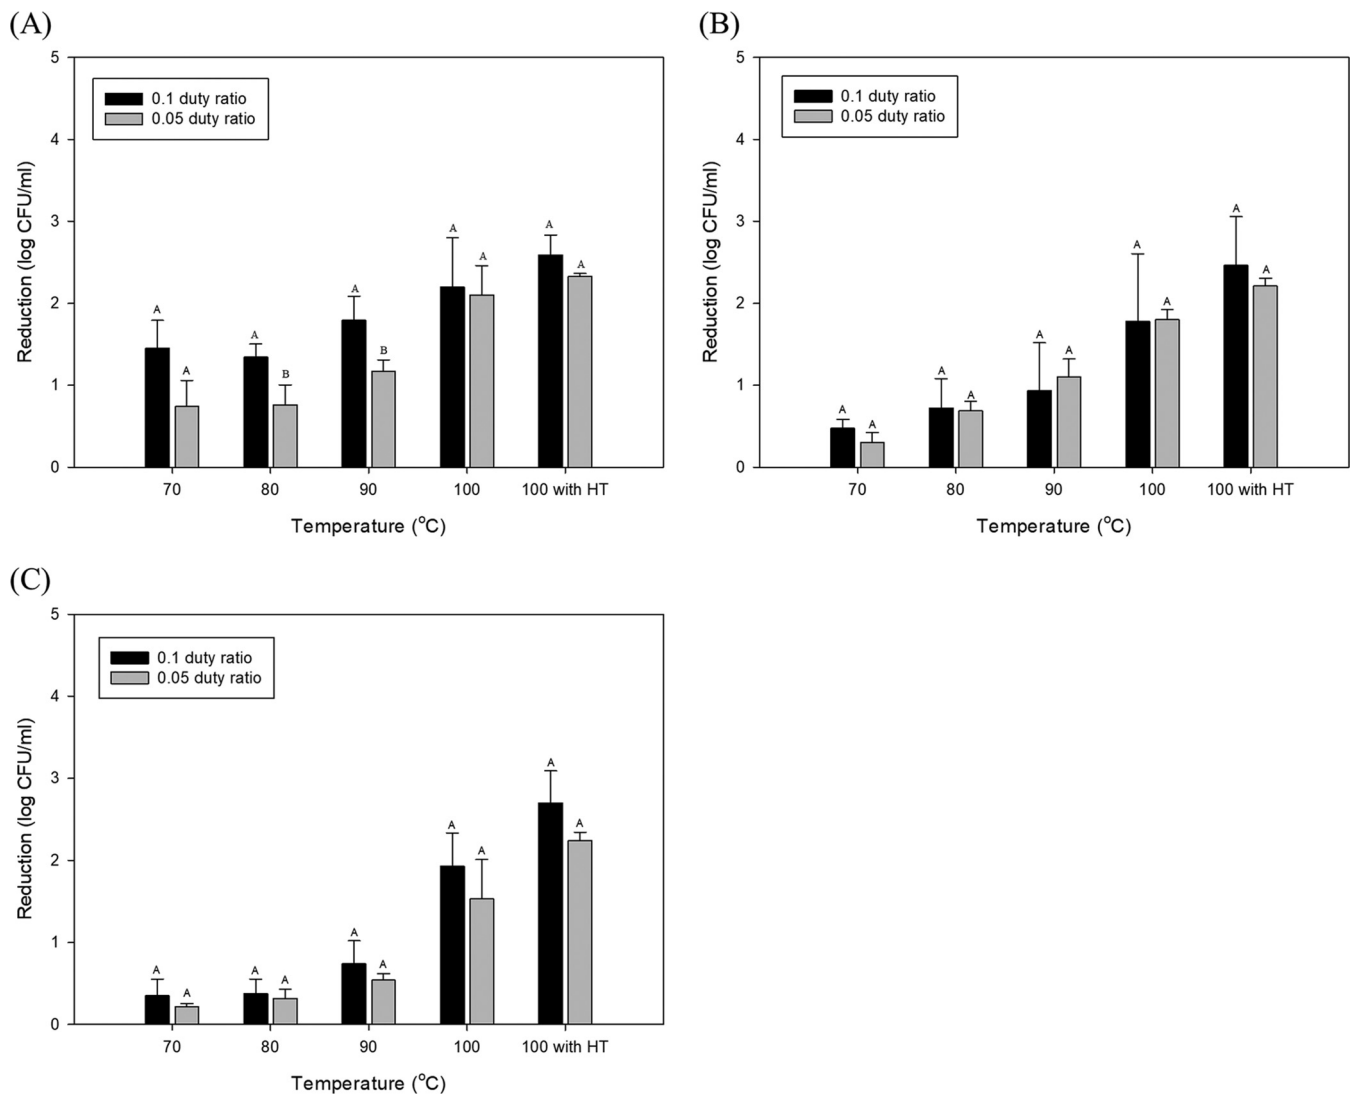 (A)
5
4
3
2
1
0
Reduction (log CFU/ml)
0.1 duty ratio
0.05 duty ratio
A
A
A
B
A
B
A
A
A
A
70
80
90
100
100 with HT
Temperature (°C)
(B)
5
4
3
2
1
0
Reduction (log CFU/ml)
0.1 duty ratio
0.05 duty ratio
A
A
A
A
A
A
A
A
A
A
70
80
90
100
100 with HT
Temperature (°C)
(C)
5
4
3
2
1
0
Reduction (log CFU/ml)
0.1 duty ratio
0.05 duty ratio
A
A
A
A
A
A
A
A
A
A
70
80
90
100
100 with HT
Temperature (°C)